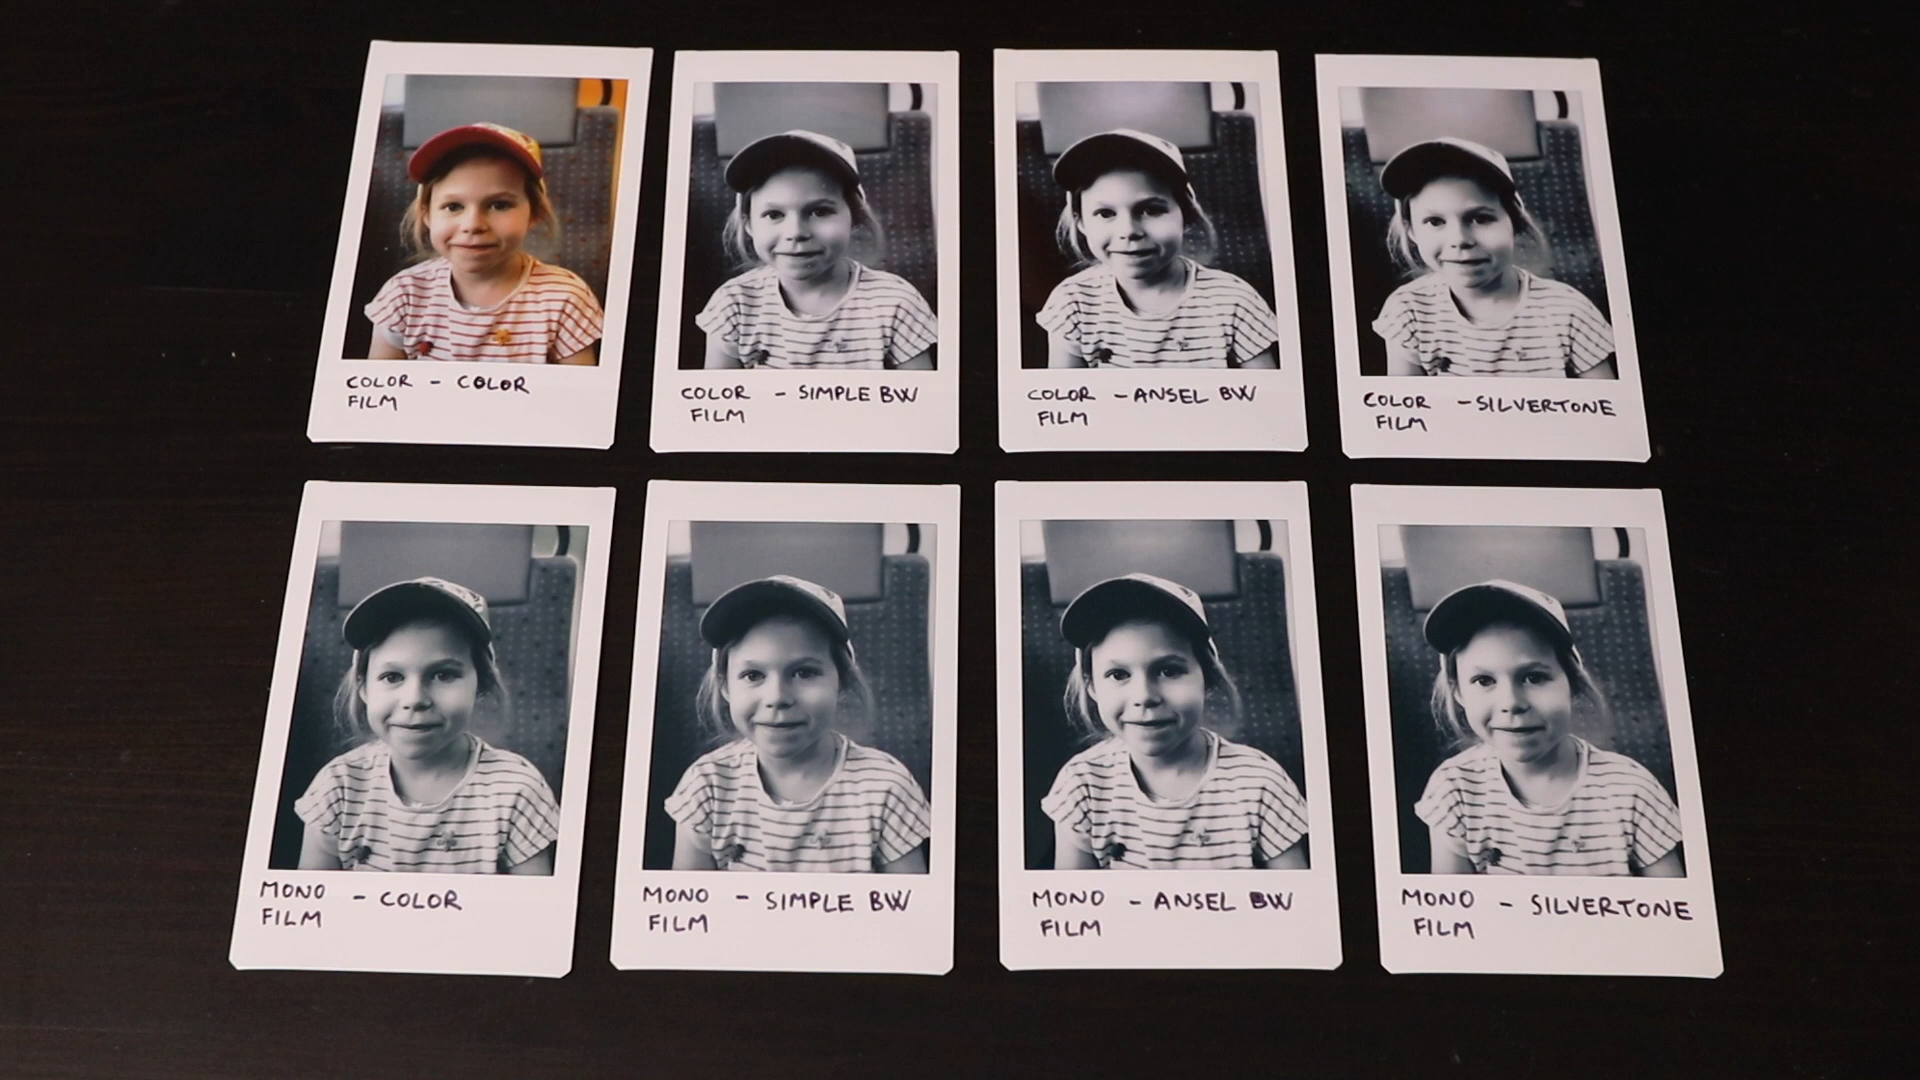 COLOR - COLOR
FILM
COLOR - SIMPLE BW
FILM
COLOR - ANSEL BW
FILM
COLOR - SILVERTONE
FILM
MONO - COLOR
FILM
MONO - SIMPLE BW
FILM
MONO - ANSEL BW
FILM
MONO - SILVERTONE
FILM